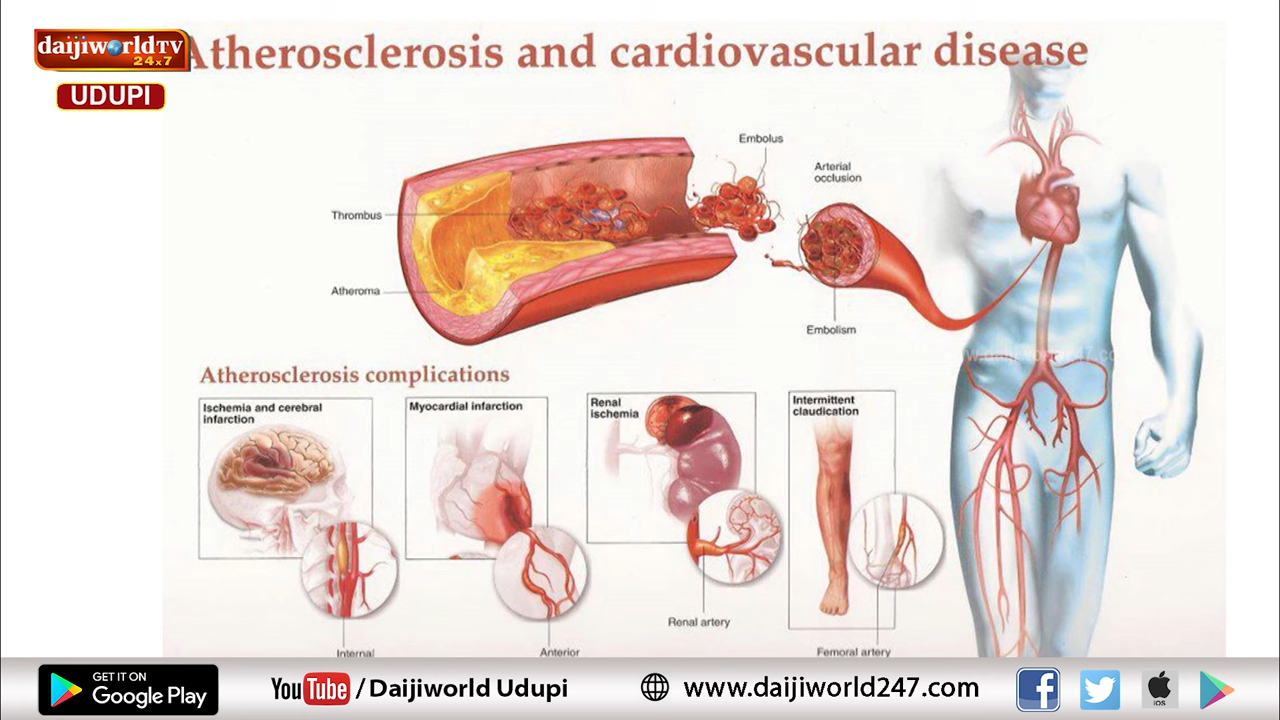 daijiworldTV
24x7
UDUPI
Atherosclerosis and cardiovascular disease
Embolus
Arterial
occlusion
Thrombus
Atheroma
Embolism
Atherosclerosis complications
Ischemia and cerebral
infarction
Myocardial infarction
Renal
ischemia
Intermittent
claudication
Renal artery
Internal
Anterior
Femoral artery
GET IT ON
Google Play
YouTube / Daijiworld Udupi
www.daijiworld247.com
iOS